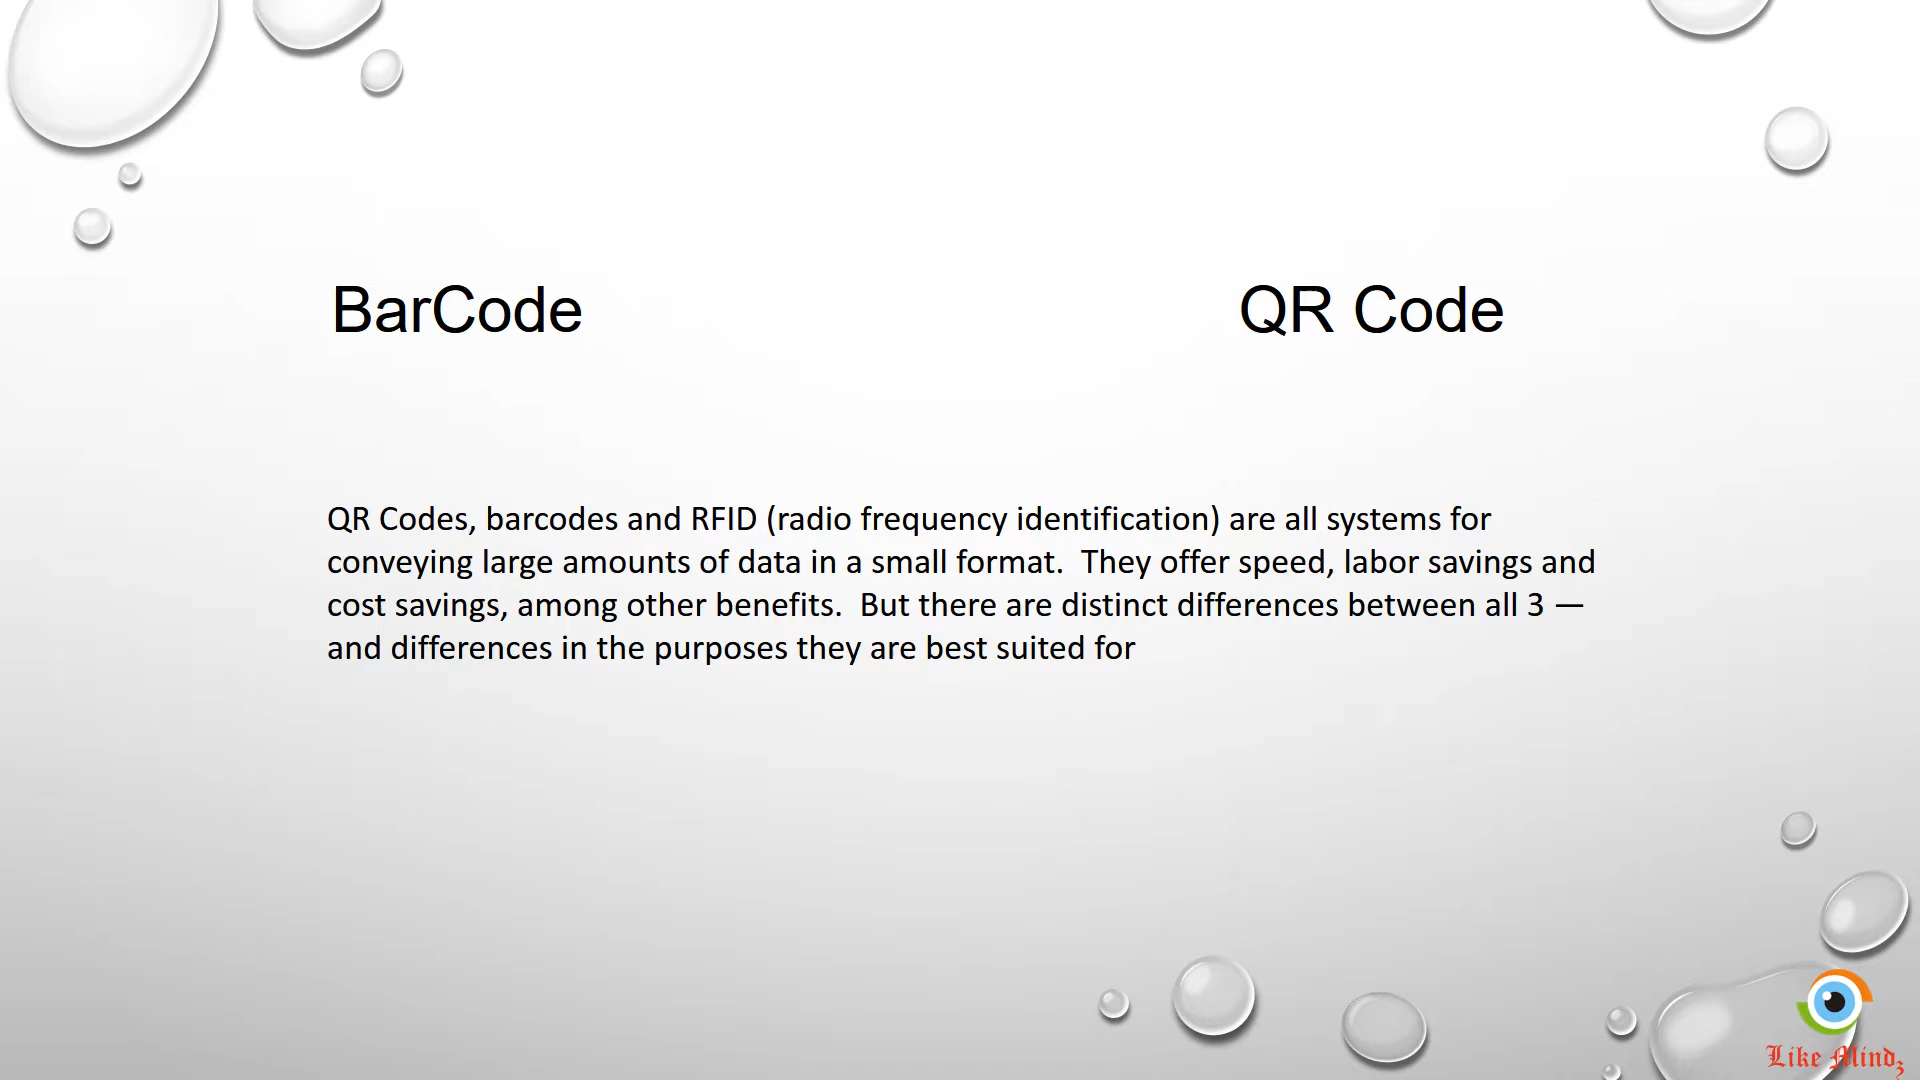 BarCode
QR Code
QR Codes, barcodes and RFID (radio frequency identification) are all systems for
conveying large amounts of data in a small format.  They offer speed, labor savings and
cost savings, among other benefits.  But there are distinct differences between all 3 —
and differences in the purposes they are best suited for
Like Mindz